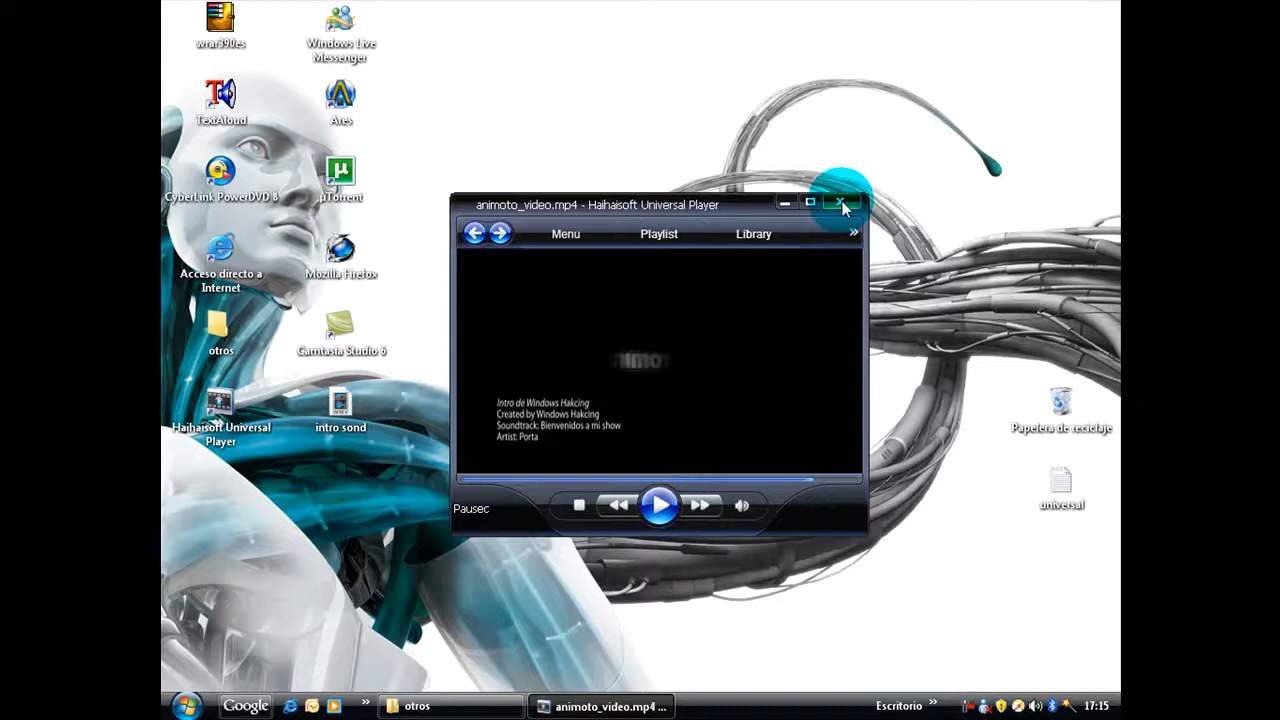 wrar390es
Windows Live
Messenger
TextAloud
Ares
CyberLink PowerDVD 8
µTorrent
Acceso directo a
Internet
Mozilla Firefox
otros
Camtasia Studio 6
Haihaisoft Universal
Player
WMV
intro sond
animoto_video.mp4 - Haihaisoft Universal Player
Menu
Playlist
Library
»
nimo
Intro de Windows Hakcing
Created by Windows Hakcing
Soundtrack: Bienvenidos a mi show
Artist: Porta
Pausec
Papelera de reciclaje
universal
Google
»
otros
animoto_video.mp4 ...
Escritorio
»
17:15